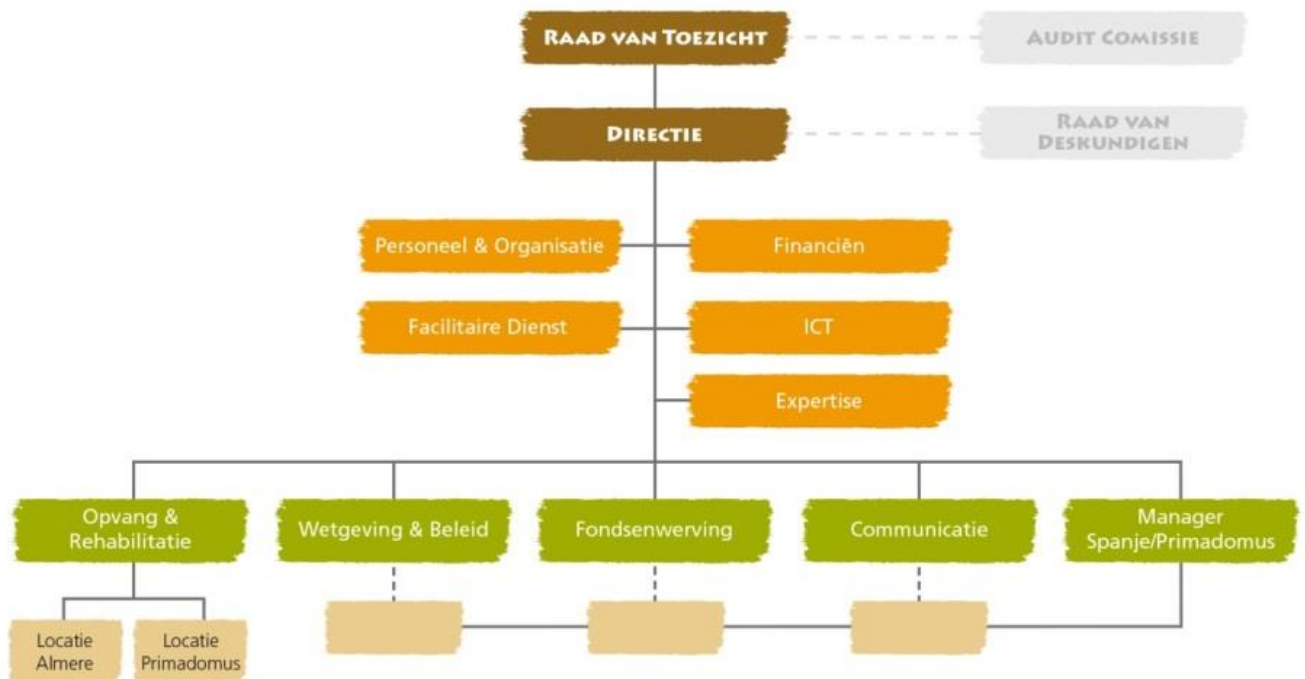 RAAD VAN TOEZICHT
AUDIT COMISSIE
DIRECTIE
RAAD VAN
DESKUNDIGEN
Personeel & Organisatie
Financiën
Facilitaire Dienst
ICT
Expertise
Opvang &
Rehabilitatie
Wetgeving & Beleid
Fondsenwerving
Communicatie
Manager
Spanje/Primadomus
Locatie
Almere
Locatie
Primadomus